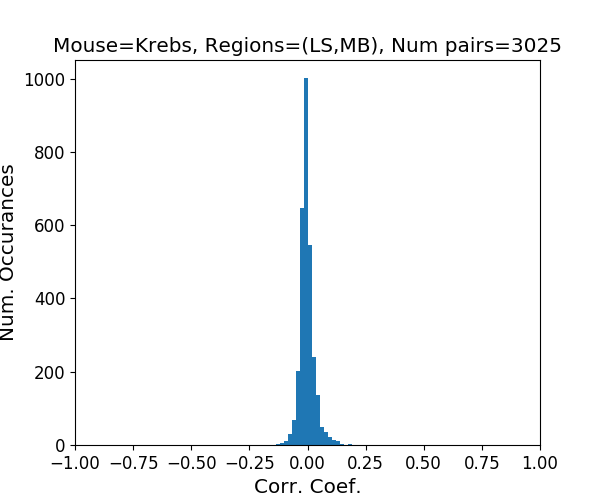 Mouse=Krebs, Regions=(LS,MB), Num pairs=3025
Num. Occurances
1000
800
600
400
200
0
−1.00 −0.75 −0.50 −0.25 0.00 0.25 0.50 0.75 1.00
Corr. Coef.